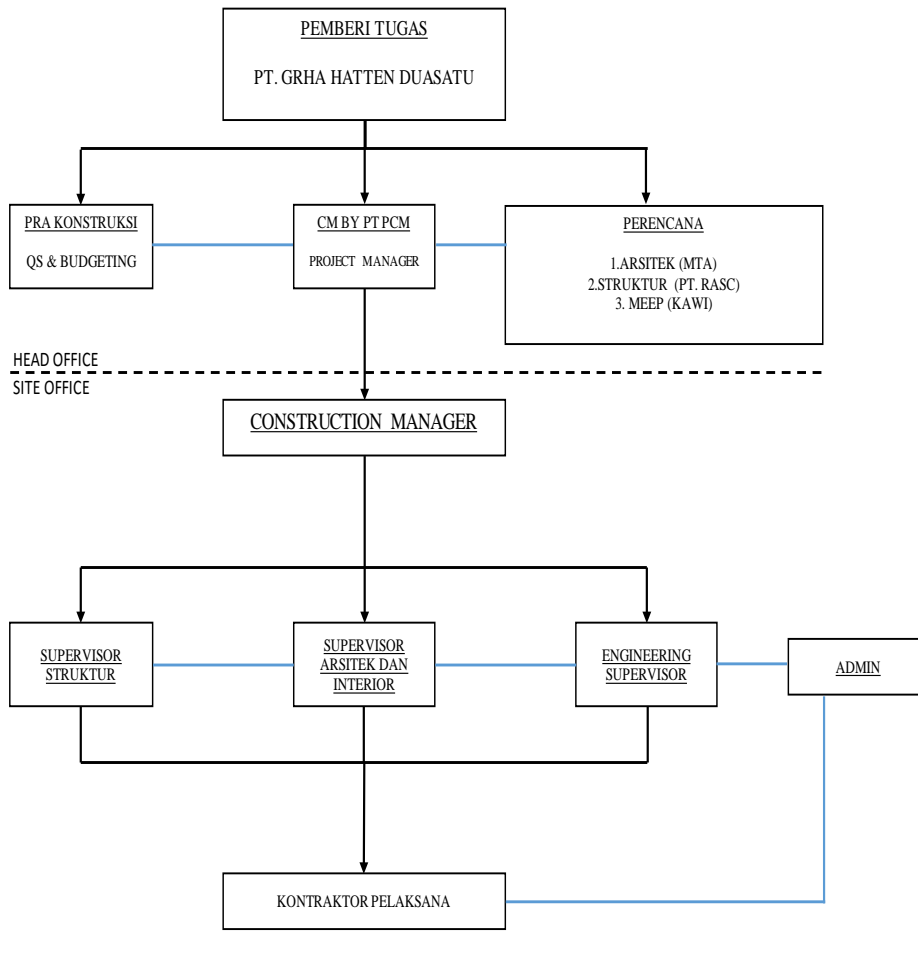 PEMBERI TUGAS
PT. GRHA HATTEN DUASATU
PRA KONSTRUKSI
QS & BUDGETING
CM BY PT PCM
PROJECT MANAGER
PERENCANA
1.ARSITEK (MTA)
2.STRUKTUR (PT. RASC)
3. MEEP (KAWI)
HEAD OFFICE
SITE OFFICE
CONSTRUCTION MANAGER
SUPERVISOR
STRUKTUR
SUPERVISOR
ARSITEK DAN
INTERIOR
ENGINEERING
SUPERVISOR
ADMIN
KONTRAKTOR PELAKSANA